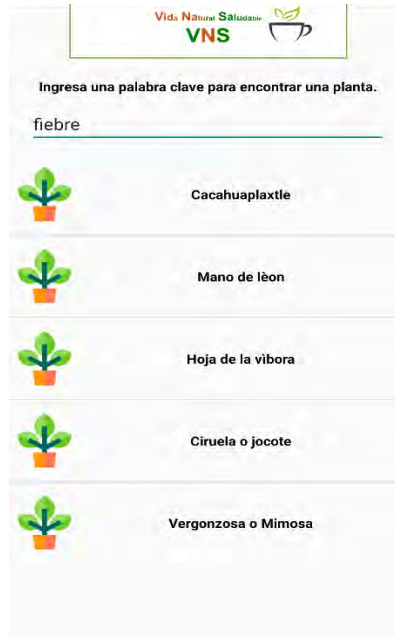 Vida Natural Saludable
VNS
Ingresa una palabra clave para encontrar una planta.
fiebre
Cacahuaplaxtle
Mano de lèon
Hoja de la vìbora
Ciruela o jocote
Vergonzosa o Mimosa